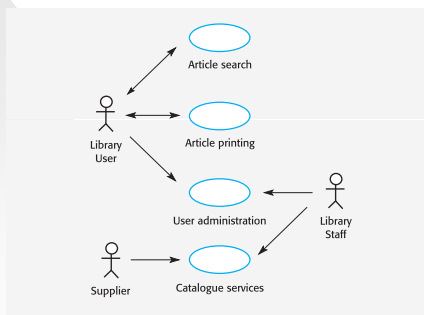 Article search
Article printing
Library
User
User administration
Library
Staff
Supplier
Catalogue services